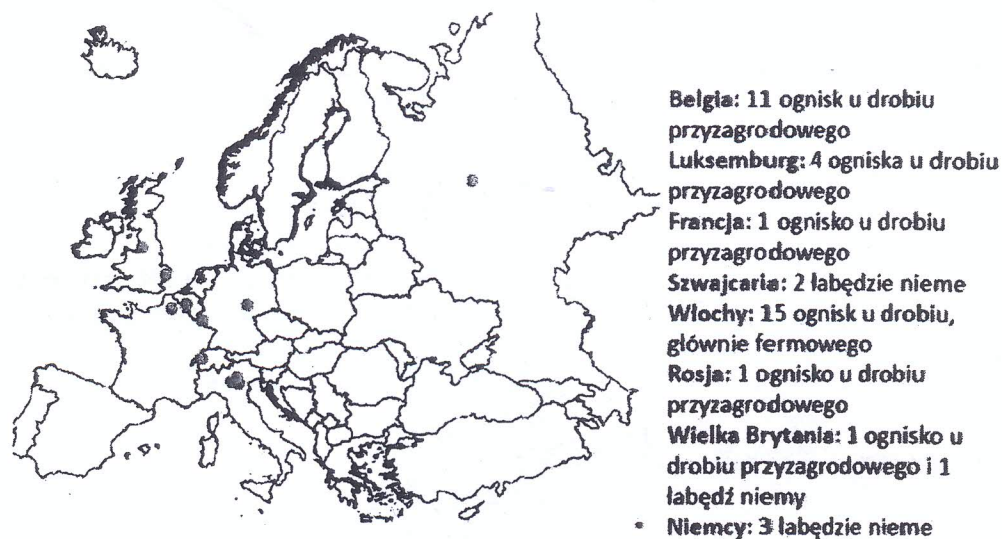 Belgia: 11 ognisk u drobiu
przyzagrodowego
Luksemburg: 4 ogniska u drobiu
przyzagrodowego
Francja: 1 ognisko u drobiu
przyzagrodowego
Szwajcaria: 2 łabędzie nieme
Włochy: 15 ognisk u drobiu,
głównie fermowego
Rosja: 1 ognisko u drobiu
przyzagrodowego
Wielka Brytania: 1 ognisko u
drobiu przyzagrodowego i 1
łabędź niemy
• Niemcy: 3 łabędzie nieme